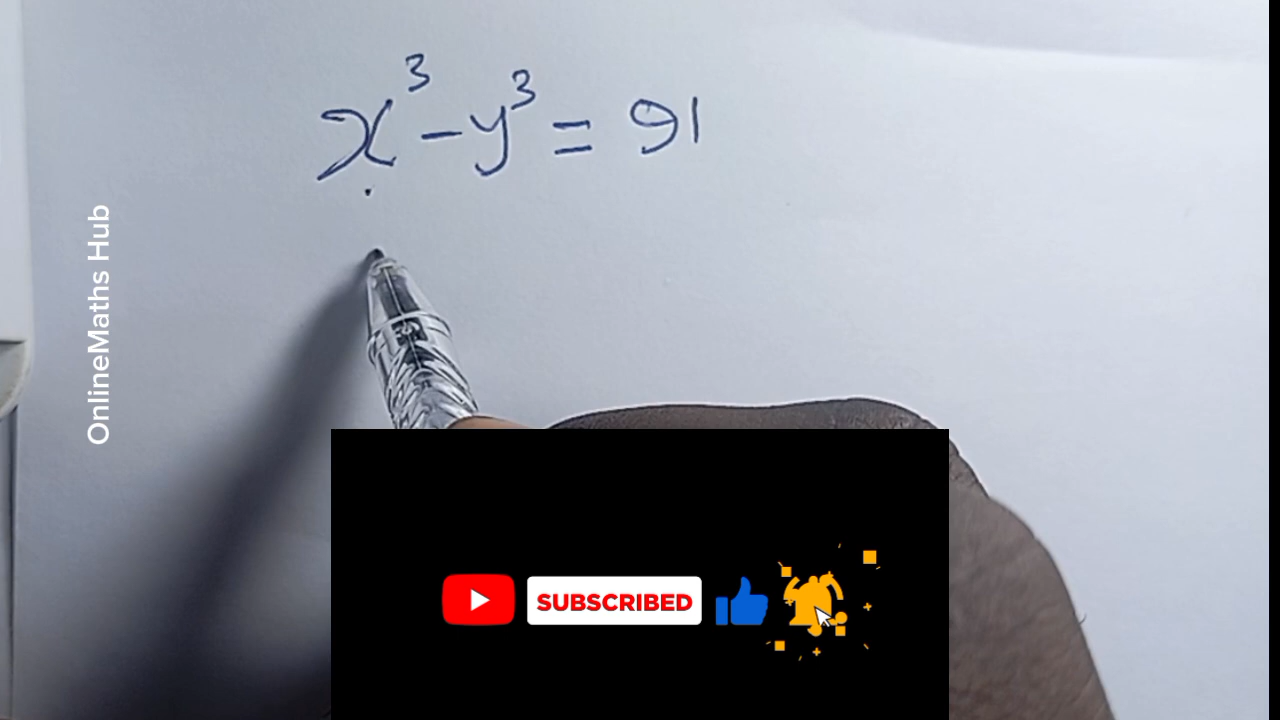 x³ - y³ = 91
OnlineMaths Hub
SUBSCRIBED